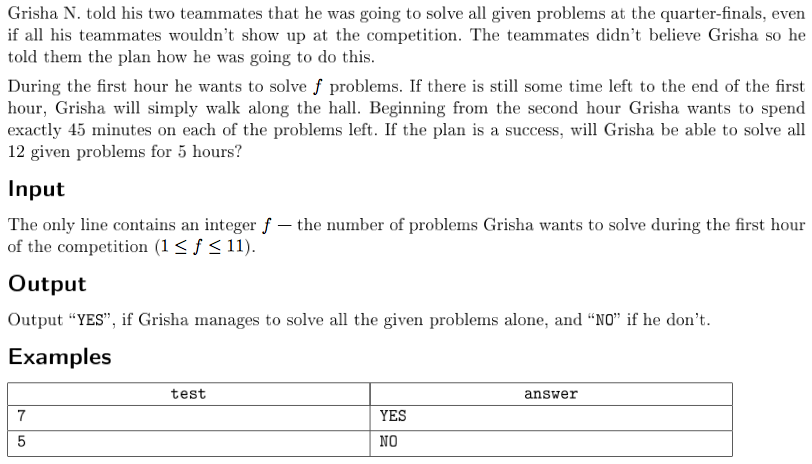 Grisha N. told his two teammates that he was going to solve all given problems at the quarter-finals, even
if all his teammates wouldn't show up at the competition. The teammates didn't believe Grisha so he
told them the plan how he was going to do this.
During the first hour he wants to solve f problems. If there is still some time left to the end of the first
hour, Grisha will simply walk along the hall. Beginning from the second hour Grisha wants to spend
exactly 45 minutes on each of the problems left. If the plan is a success, will Grisha be able to solve all
12 given problems for 5 hours?
Input
The only line contains an integer f — the number of problems Grisha wants to solve during the first hour
of the competition (1 ≤ f ≤ 11).
Output
Output “YES”, if Grisha manages to solve all the given problems alone, and “NO” if he don't.
Examples
test answer
7 YES
5 NO